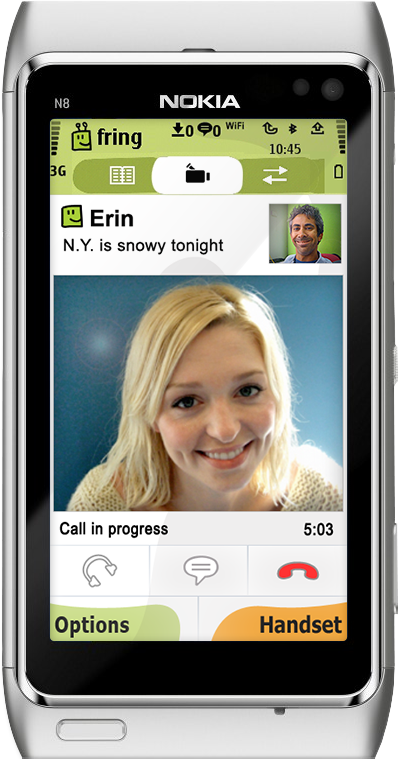 N8
NOKIA
fring
0 0 WiFi
10:45
3G
Erin
N.Y. is snowy tonight
Call in progress 5:03
Options Handset